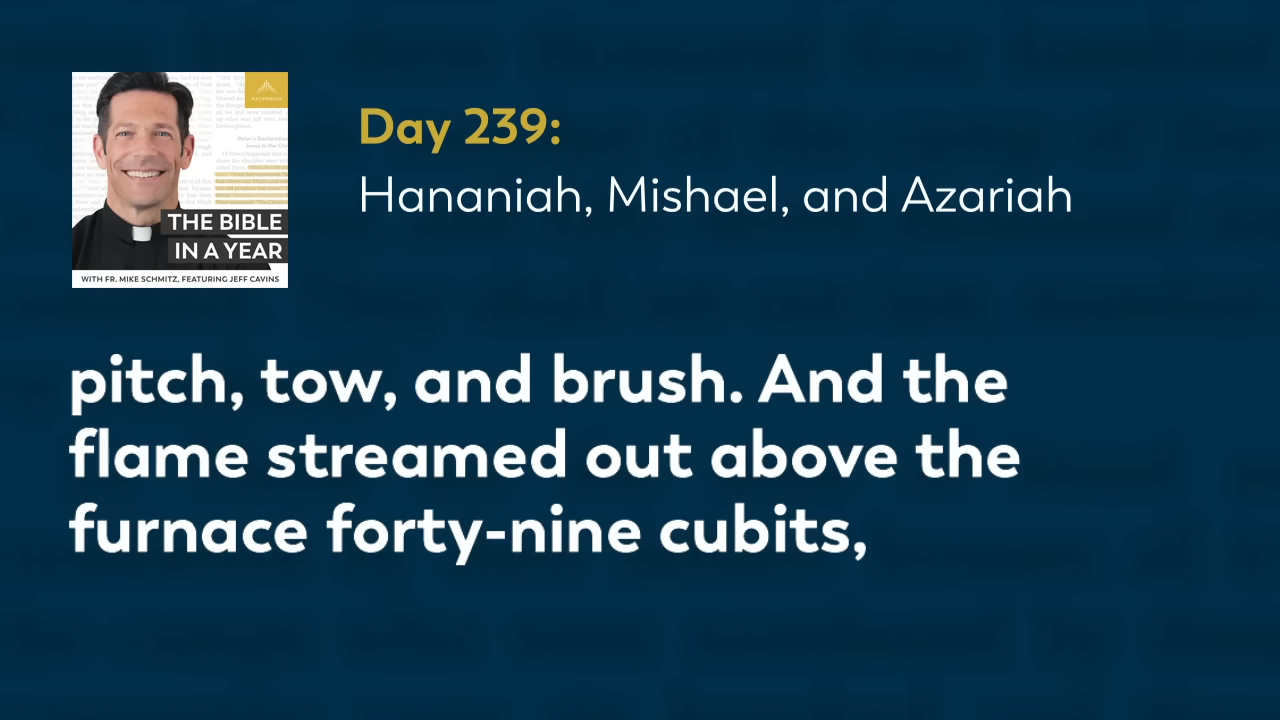 ASCENSION
THE BIBLE
IN A YEAR
WITH FR. MIKE SCHMITZ, FEATURING JEFF CAVINS
Day 239:
Hananiah, Mishael, and Azariah
pitch, tow, and brush. And the
flame streamed out above the
furnace forty-nine cubits,